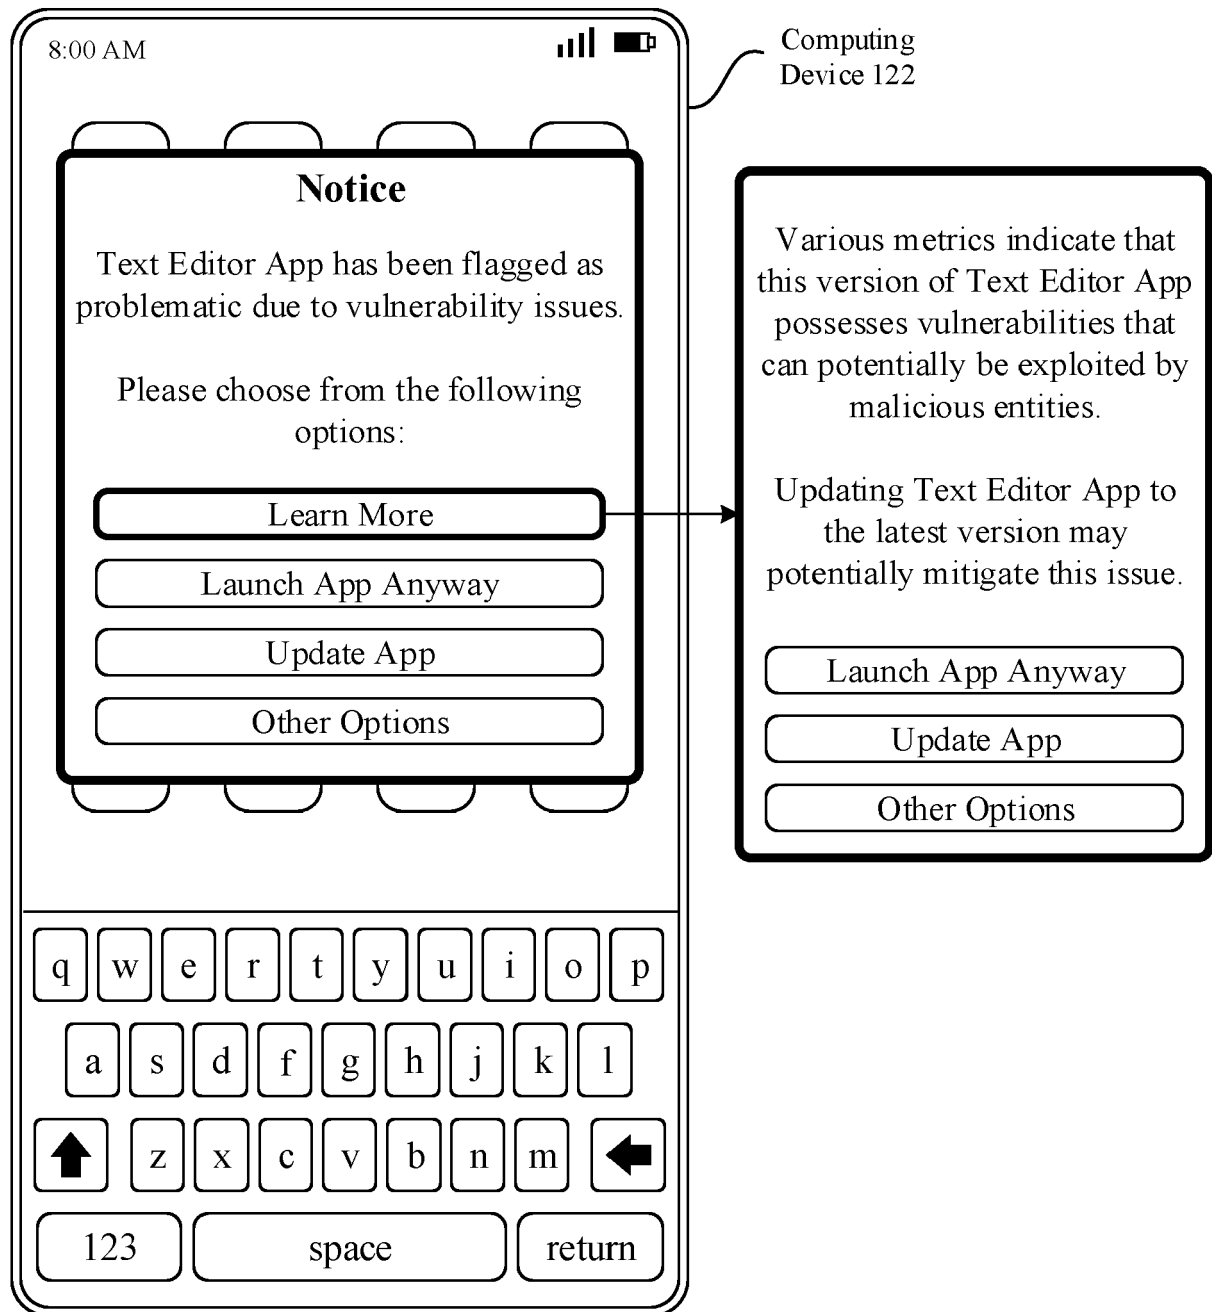 8:00 AM
Computing
Device 122
Notice
Text Editor App has been flagged as
problematic due to vulnerability issues.
Please choose from the following
options:
Learn More
Launch App Anyway
Update App
Other Options
Various metrics indicate that
this version of Text Editor App
possesses vulnerabilities that
can potentially be exploited by
malicious entities.
Updating Text Editor App to
the latest version may
potentially mitigate this issue.
Launch App Anyway
Update App
Other Options
q w e r t y u i o p
a s d f g h j k l
z x c v b n m
123 space return